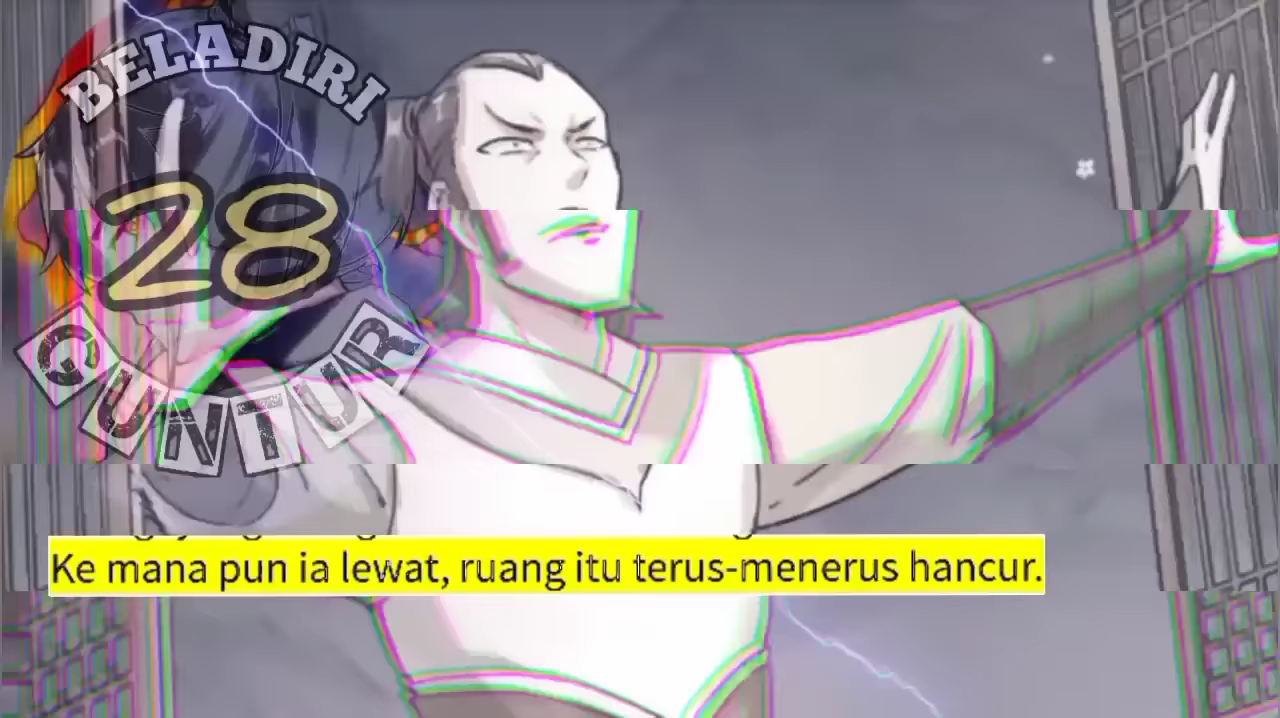 BELADIRI
28
GUNTUR
Ke mana pun ia lewat, ruang itu terus-menerus hancur.